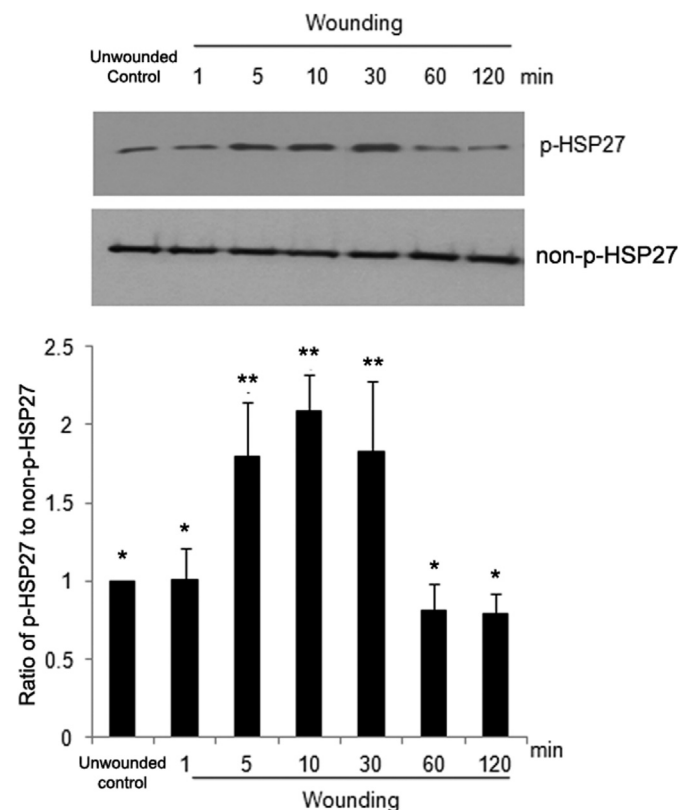 Wounding
Unwounded
Control 1 5 10 30 60 120 min
p-HSP27
non-p-HSP27
Ratio of p-HSP27 to non-p-HSP27
2.5
2
1.5
1
0.5
0
* * ** ** ** * *
Unwounded
control 1 5 10 30 60 120 min
Wounding